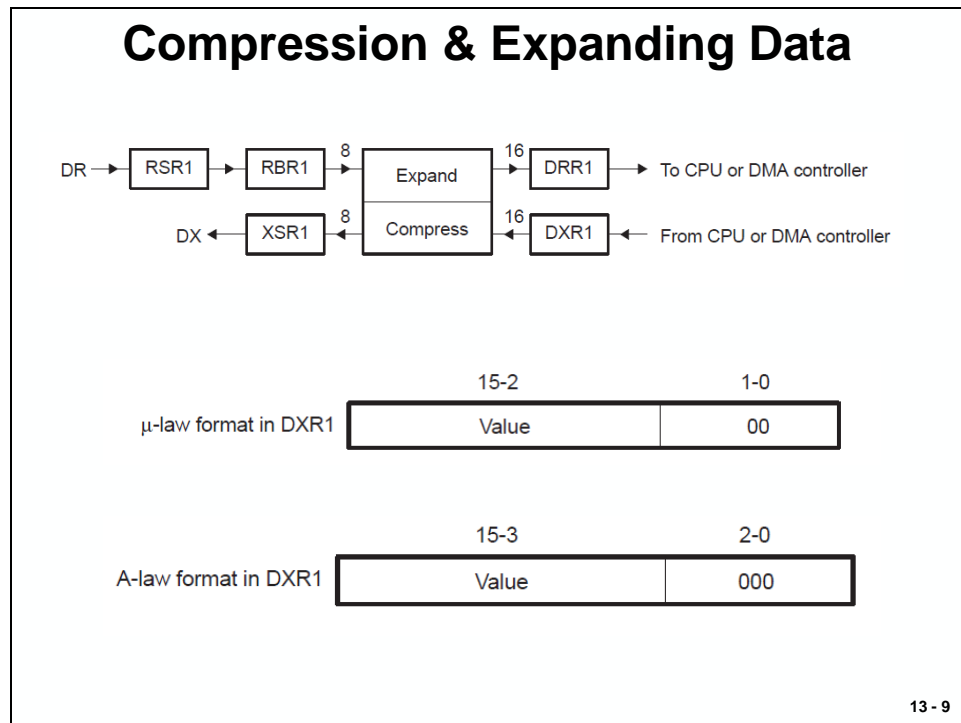 Compression & Expanding Data
DR RSR1 RBR1 8 Expand 16 DRR1 To CPU or DMA controller
DX XSR1 8 Compress 16 DXR1 From CPU or DMA controller
15-2 1-0
μ-law format in DXR1 Value 00
15-3 2-0
A-law format in DXR1 Value 000
13 - 9